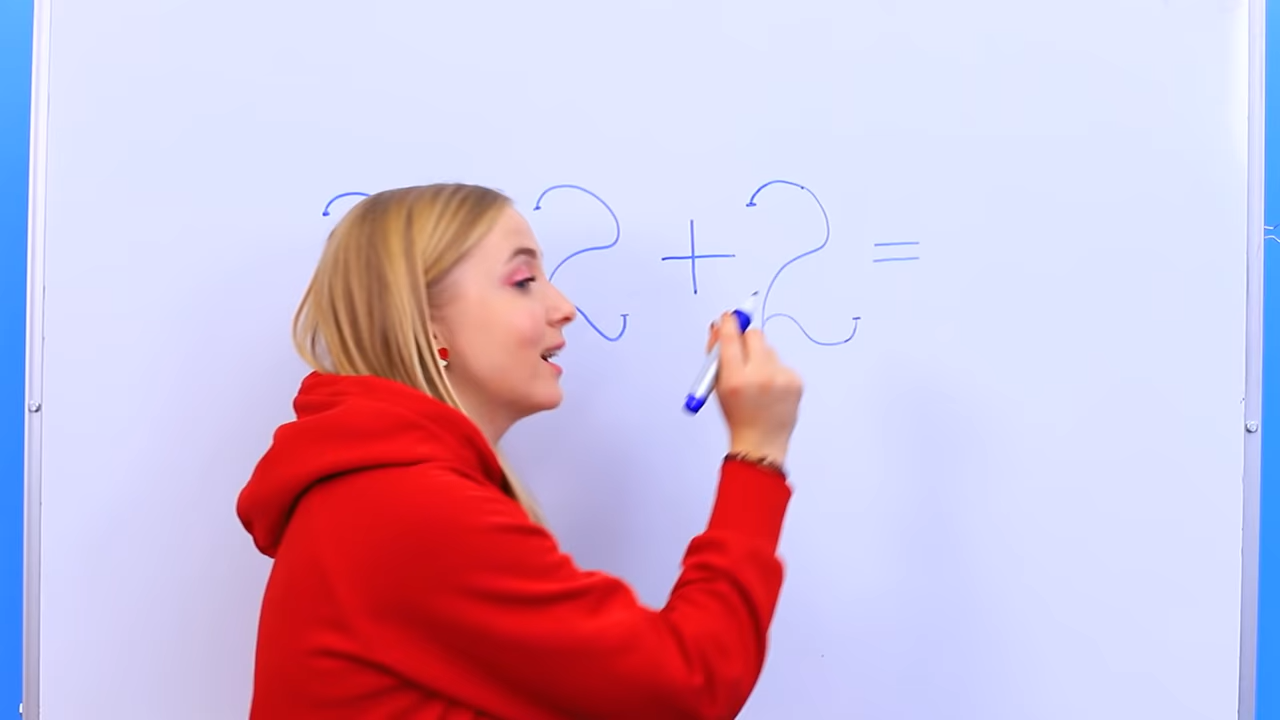 2 + 2 =